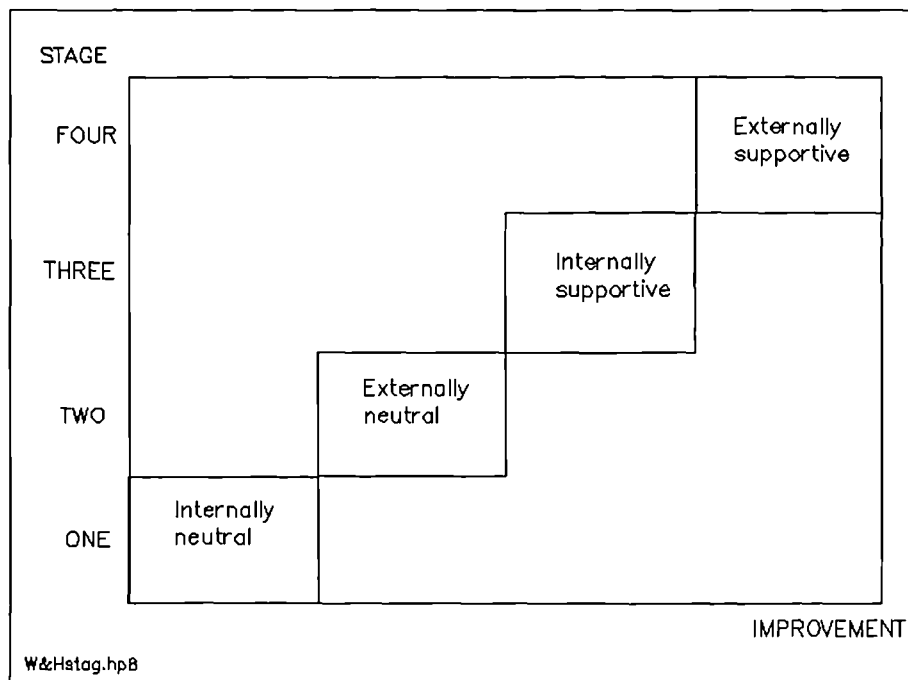 STAGE
FOUR
Externally
supportive
THREE
Internally
supportive
TWO
Externally
neutral
ONE
Internally
neutral
IMPROVEMENT
W&Hstag.hp8